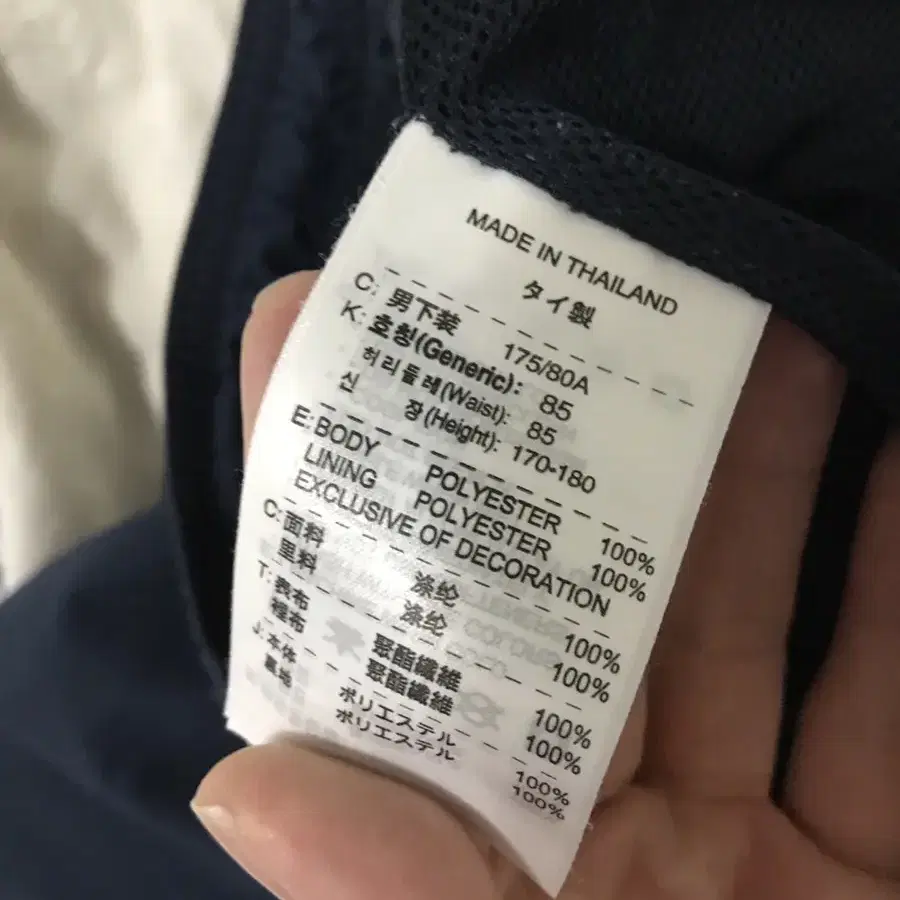 MADE IN THAILAND
タイ製
C: 男下装 175/80A
K: 호칭(Generic): 85
허리둘레(Waist): 85
신 장(Height): 170-180
E: BODY POLYESTER 100%
LINING POLYESTER 100%
EXCLUSIVE OF DECORATION
C: 面料 涤纶 100%
里料 涤纶 100%
T: 表布 聚酯纖維 100%
裡布 聚酯纖維 100%
J: 本体 ポリエステル 100%
裏地 ポリエステル 100%